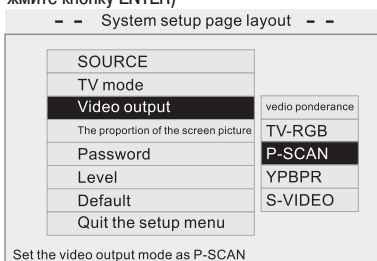 жмите кнопку ENTER)
- - System setup page layout - -
SOURCE
TV mode
Video output
The proportion of the screen picture
Password
Level
Default
Quit the setup menu
vedio ponderance
TV-RGB
P-SCAN
YPBPR
S-VIDEO
Set the video output mode as P-SCAN